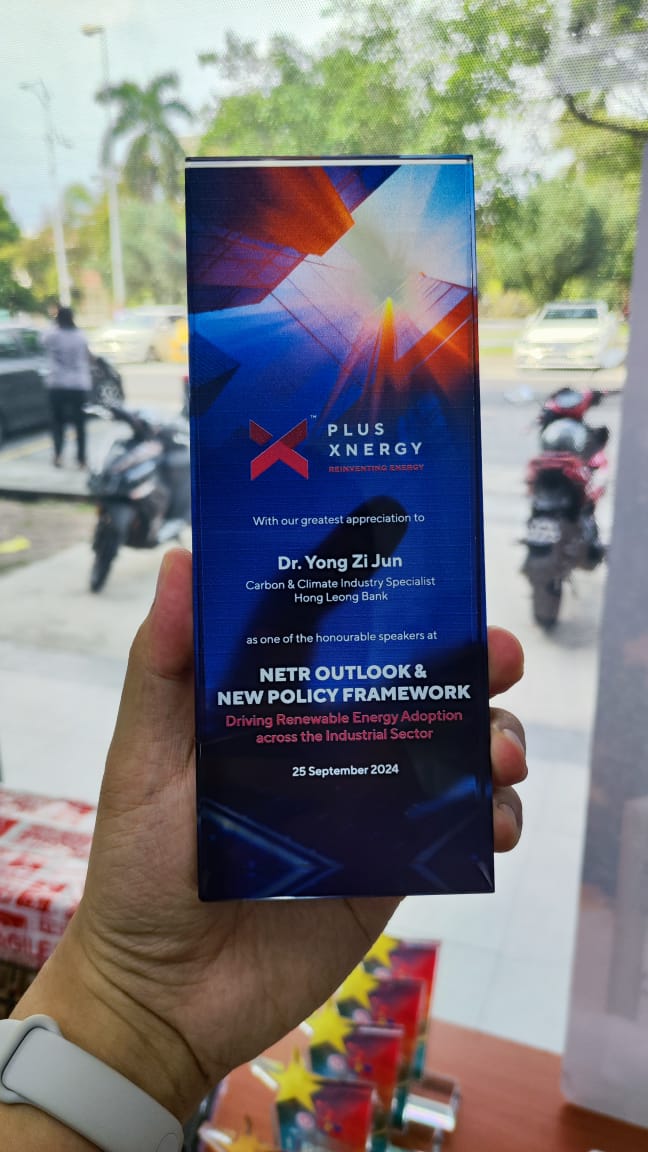 PLUS
XNERGY
™
REINVENTING ENERGY
With our greatest appreciation to
Dr. Yong Zi Jun
Carbon & Climate Industry Specialist
Hong Leong Bank
as one of the honourable speakers at
NETR OUTLOOK &
NEW POLICY FRAMEWORK
Driving Renewable Energy Adoption
across the Industrial Sector
25 September 2024